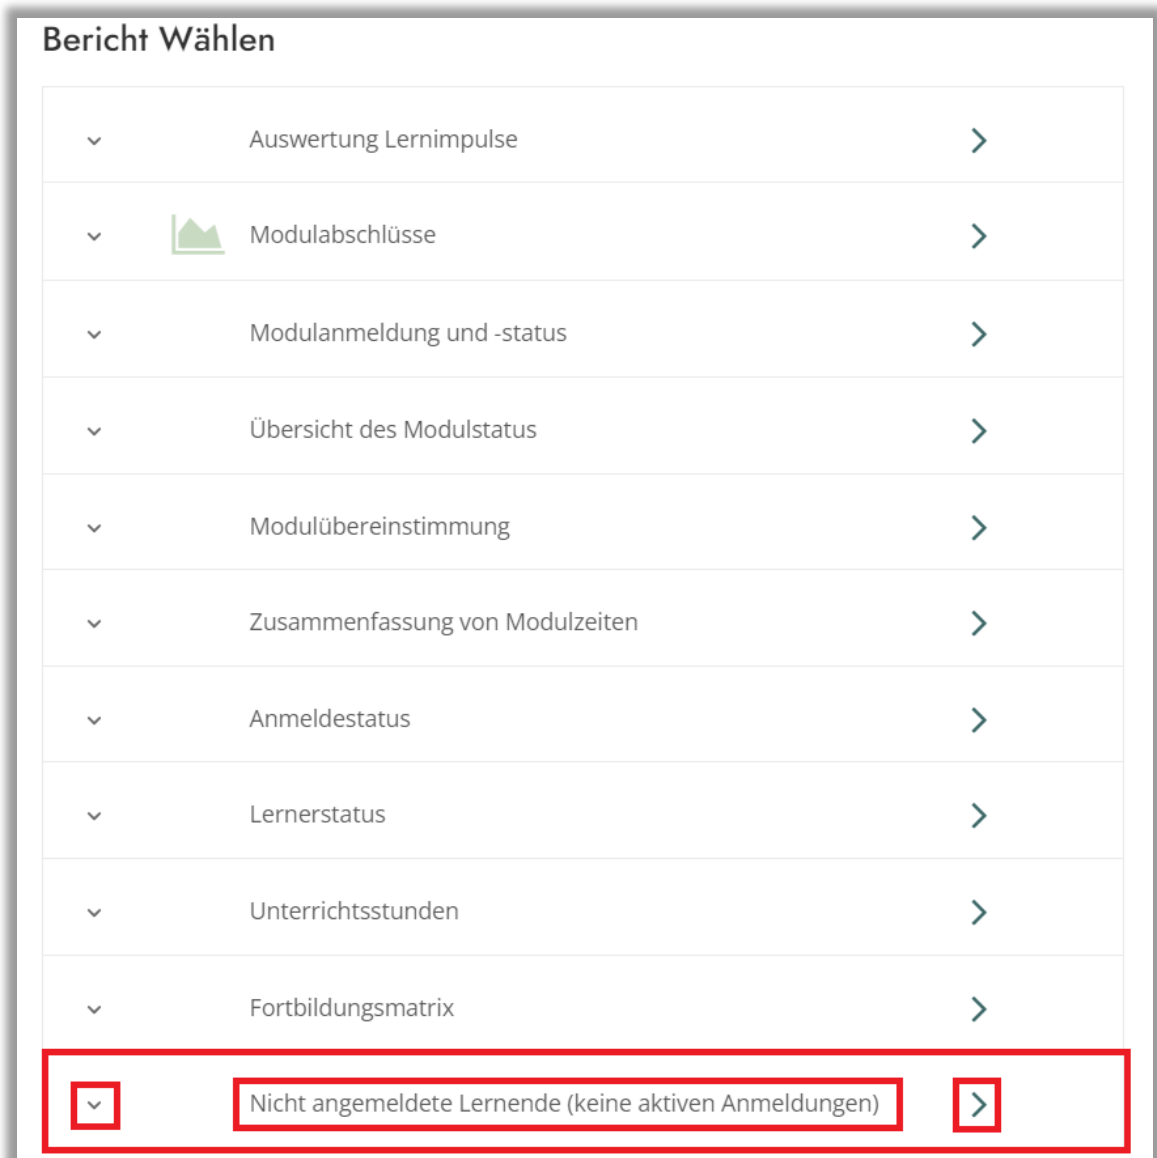 Bericht Wählen
Auswertung Lernimpulse
Modulabschlüsse
Modulanmeldung und -status
Übersicht des Modulstatus
Modulübereinstimmung
Zusammenfassung von Modulzeiten
Anmeldestatus
Lernerstatus
Unterrichtsstunden
Fortbildungsmatrix
Nicht angemeldete Lernende (keine aktiven Anmeldungen)